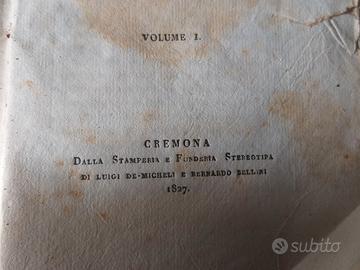 VOLUME I.
CREMONA
DALLA STAMPERIA E FONDERIA STEREOTIPA
DI LUIGI DE-MICHELI E BERNARDO BELLINI
1827.
subito